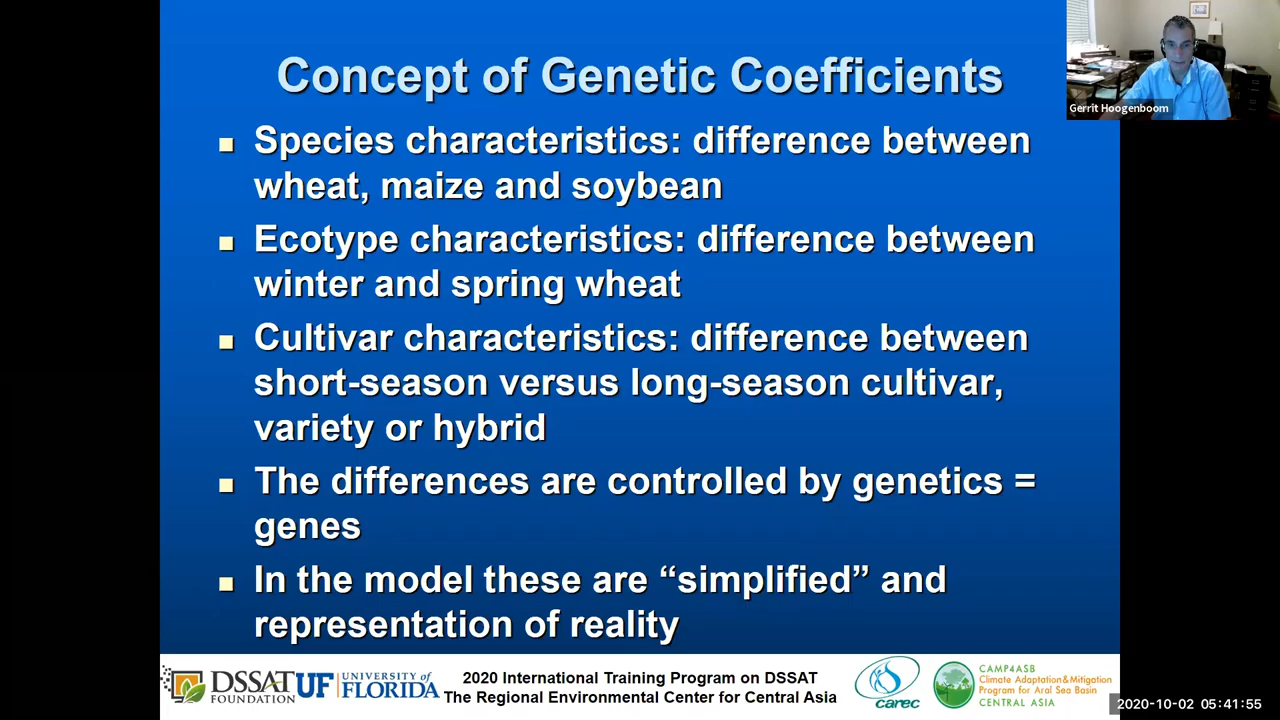 Concept of Genetic Coefficients
Gerrit Hoogenboom
Species characteristics: difference between
wheat, maize and soybean
Ecotype characteristics: difference between
winter and spring wheat
Cultivar characteristics: difference between
short-season versus long-season cultivar,
variety or hybrid
The differences are controlled by genetics =
genes
In the model these are “simplified” and
representation of reality
DSSAT
FOUNDATION
UF
UNIVERSITY of
FLORIDA
2020 International Training Program on DSSAT
The Regional Environmental Center for Central Asia
carec
CAMP4ASB
Climate Adaptation & Mitigation
Program for Aral Sea Basin
CENTRAL ASIA
2020-10-02 05:41:55